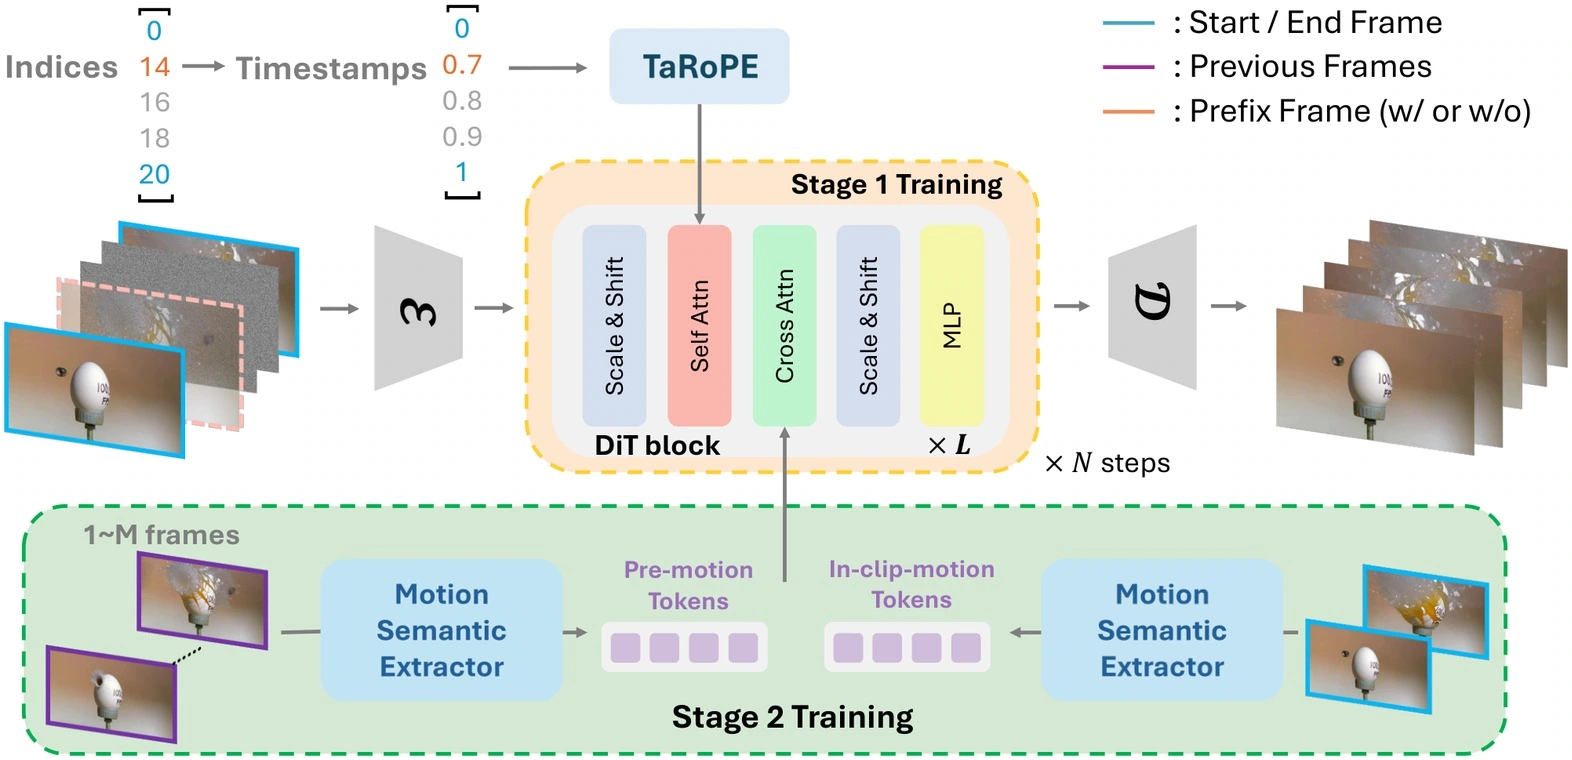 Indices
0
14
16
18
20
Timestamps
0
0.7
0.8
0.9
1
TaRoPE
: Start / End Frame
: Previous Frames
: Prefix Frame (w/ or w/o)
Stage 1 Training
ε
Scale & Shift
Self Attn
Cross Attn
Scale & Shift
MLP
DiT block
× L
× N steps
D
1~M frames
Motion
Semantic
Extractor
Pre-motion
Tokens
In-clip-motion
Tokens
Motion
Semantic
Extractor
Stage 2 Training